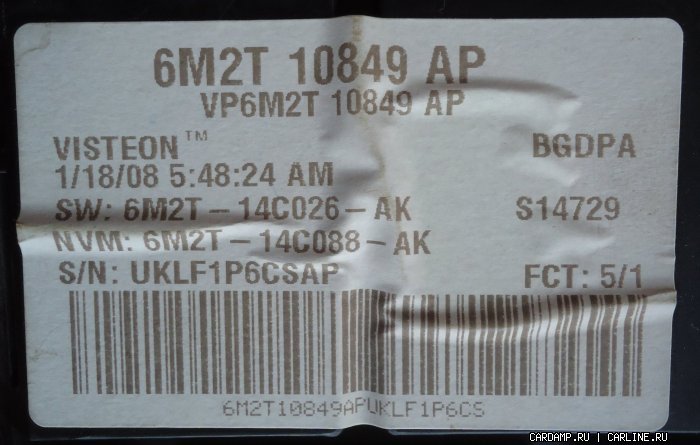 6M2T 10849 AP
VP6M2T 10849 AP
VISTEON™ BGDPA
1/18/08 5:48:24 AM
SW: 6M2T-14C026-AK S14729
NVM: 6M2T-14C088-AK
S/N: UKLF1P6CSAP FCT: 5/1
6M2T10849APUKLF1P6CS
CARDAMP.RU | CARLINE.RU